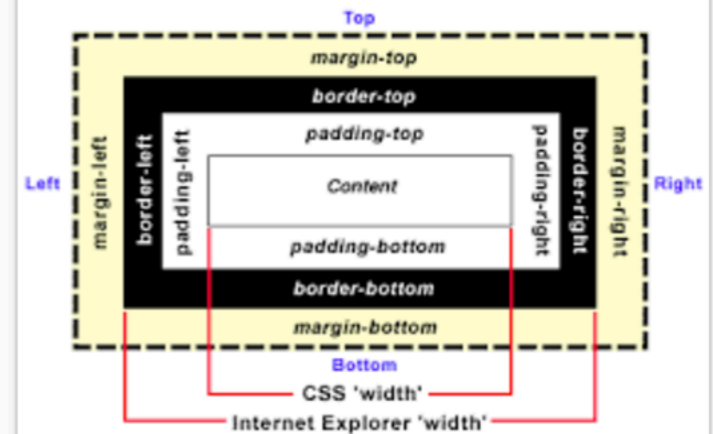 Top
margin-top
border-top
padding-top
Left
margin-left
border-left
padding-left
Content
padding-right
border-right
margin-right
Right
padding-bottom
border-bottom
margin-bottom
Bottom
CSS 'width'
Internet Explorer 'width'